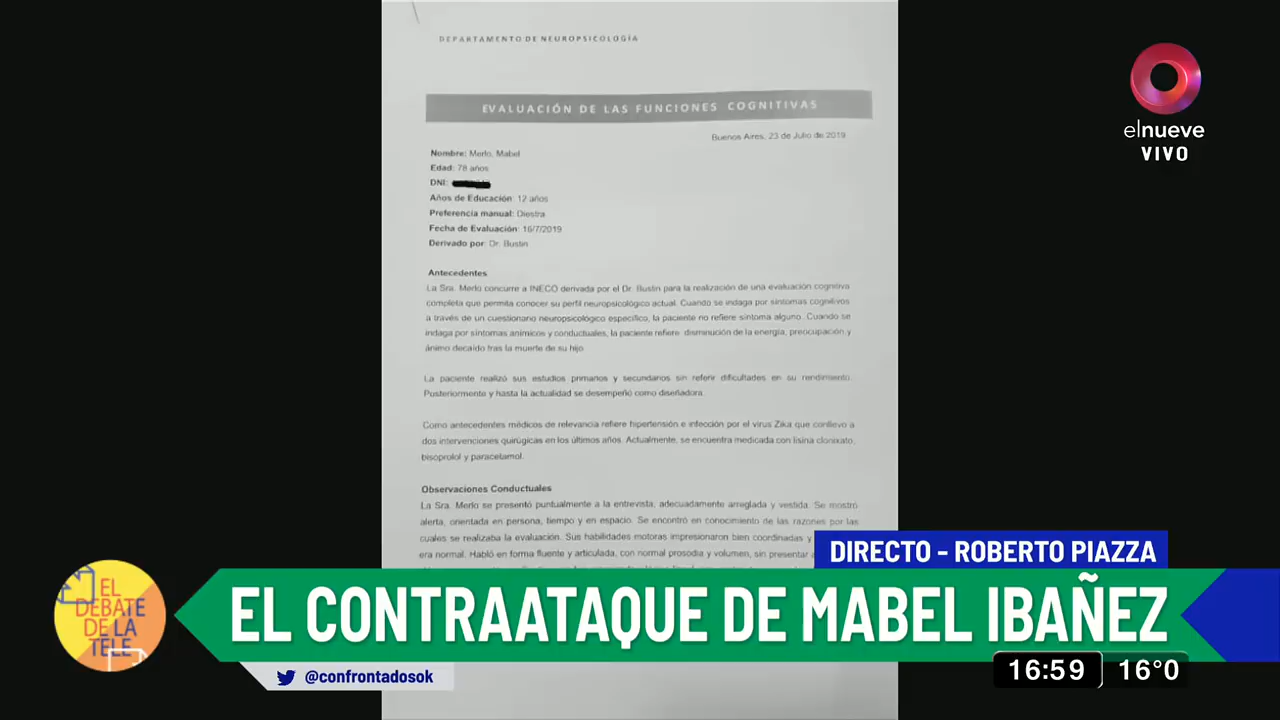 DEPARTAMENTO DE NEUROPSICOLOGÍA
EVALUACIÓN DE LAS FUNCIONES COGNITIVAS
Buenos Aires, 23 de Julio de 2019
Nombre: Merlo, Mabel
Edad: 78 años
DNI:
Años de Educación: 12 años
Preferencia manual: Diestra
Fecha de Evaluación: 16/7/2019
Derivado por: Dr. Bustin
Antecedentes
La Sra. Merlo concurre a INECO derivada por el Dr. Bustin para la realización de una evaluación cognitiva
completa que permita conocer su perfil neuropsicológico actual. Cuando se indaga por síntomas cognitivos
a través de un cuestionario neuropsicológico específico, la paciente no refiere síntoma alguno. Cuando se
indaga por síntomas anímicos y conductuales, la paciente refiere disminución de la energía, preocupación y
ánimo decaído tras la muerte de su hijo
La paciente realizó sus estudios primarios y secundarios sin referir dificultades en su rendimiento.
Posteriormente y hasta la actualidad se desempeñó como diseñadora.
Como antecedentes médicos de relevancia refiere hipertensión e infección por el virus Zika que conllevo a
dos intervenciones quirúgicas en los últimos años. Actualmente, se encuentra medicada con lisina clonixato,
bisoprolol y paracetamol.
Observaciones Conductuales
La Sra. Merlo se presentó puntualmente a la entrevista, adecuadamente arreglada y vestida. Se mostró
alerta, orientada en persona, tiempo y en espacio. Se encontró en conocimiento de las razones por las
cuales se realizaba la evaluación. Sus habilidades motoras impresionaron bien coordinadas y
era normal. Habló en forma fluente y articulada, con normal prosodia y volumen, sin presentar
elnueve
VIVO
DIRECTO - ROBERTO PIAZZA
EL CONTRAATAQUE DE MABEL IBAÑEZ
EL
DEBATE
DE LA
TELE
@confrontadosok
16:59 16°0